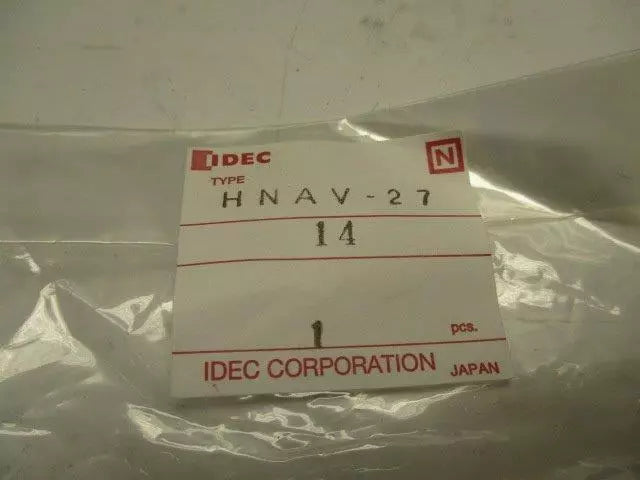 IDEC
N
TYPE
HNAV-27
14
1 pcs.
IDEC CORPORATION JAPAN